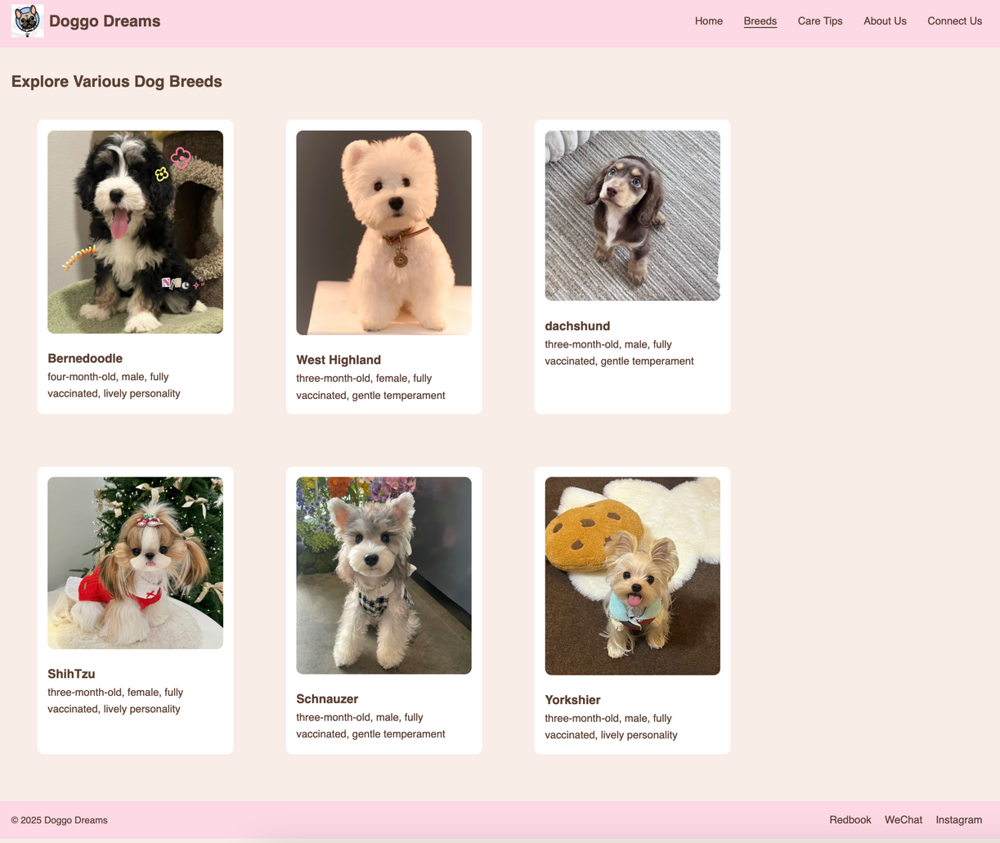 Doggo Dreams
Home Breeds Care Tips About Us Connect Us
Explore Various Dog Breeds
Bernedoodle
four-month-old, male, fully
vaccinated, lively personality
West Highland
three-month-old, female, fully
vaccinated, gentle temperament
dachshund
three-month-old, male, fully
vaccinated, gentle temperament
ShihTzu
three-month-old, female, fully
vaccinated, lively personality
Schnauzer
three-month-old, male, fully
vaccinated, gentle temperament
Yorkshier
three-month-old, male, fully
vaccinated, lively personality
© 2025 Doggo Dreams
Redbook WeChat Instagram